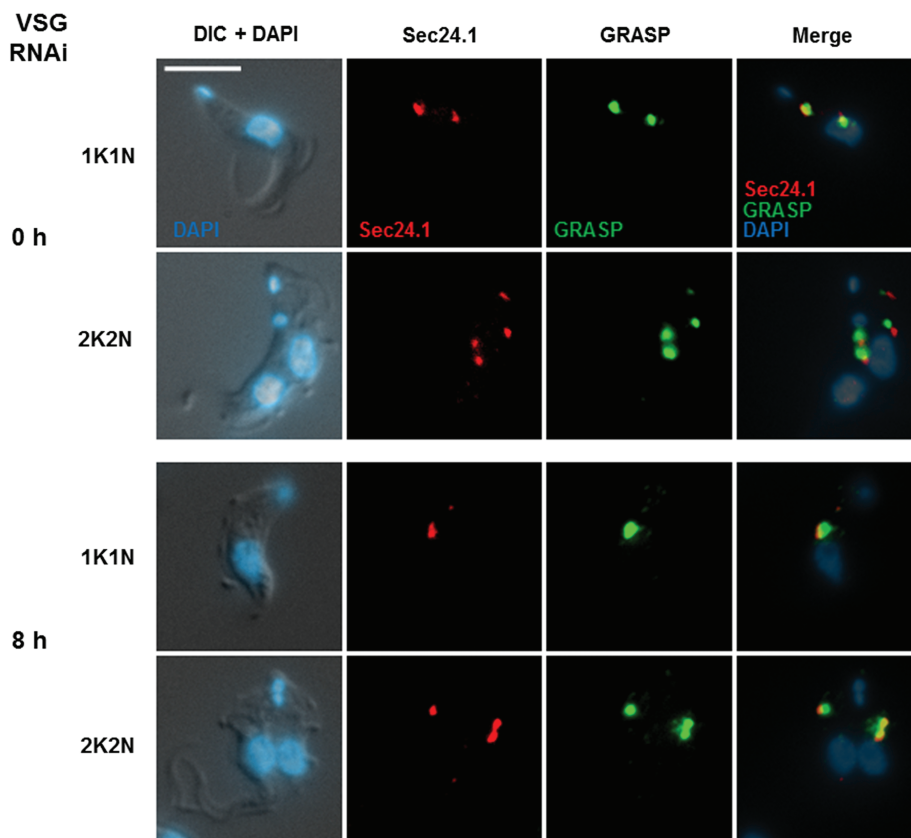 VSG
RNAi
DIC + DAPI
Sec24.1
GRASP
Merge
0 h
1K1N
DAPI
Sec24.1
GRASP
Sec24.1
GRASP
DAPI
2K2N
8 h
1K1N
2K2N